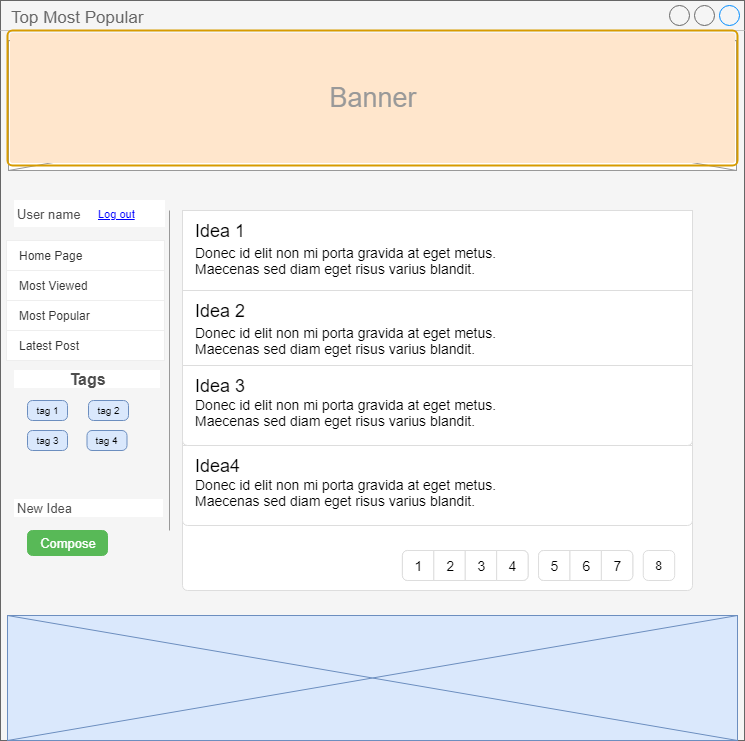 Top Most Popular
Banner
User name Log out
Home Page
Most Viewed
Most Popular
Latest Post
Tags
tag 1 tag 2
tag 3 tag 4
New Idea
Compose
Idea 1
Donec id elit non mi porta gravida at eget metus.
Maecenas sed diam eget risus varius blandit.
Idea 2
Donec id elit non mi porta gravida at eget metus.
Maecenas sed diam eget risus varius blandit.
Idea 3
Donec id elit non mi porta gravida at eget metus.
Maecenas sed diam eget risus varius blandit.
Idea4
Donec id elit non mi porta gravida at eget metus.
Maecenas sed diam eget risus varius blandit.
1 2 3 4 5 6 7 8